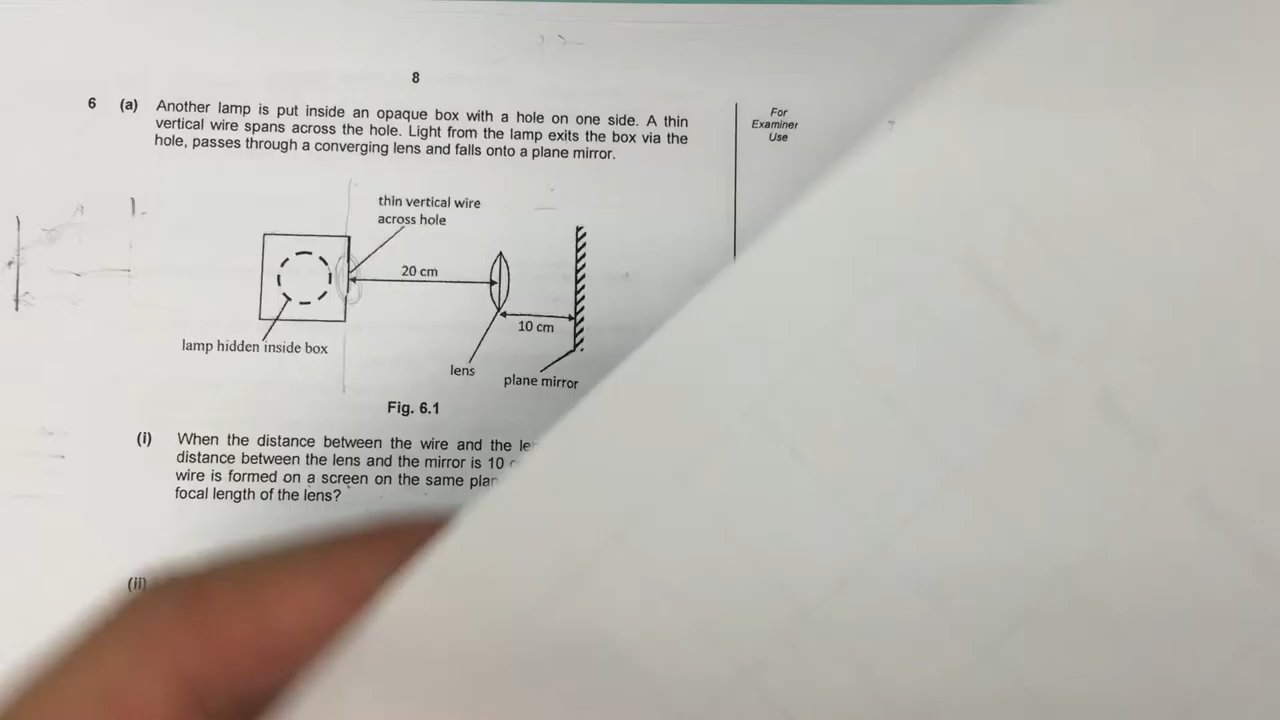 8
6 (a) Another lamp is put inside an opaque box with a hole on one side. A thin
vertical wire spans across the hole. Light from the lamp exits the box via the
hole, passes through a converging lens and falls onto a plane mirror.
For
Examiner
Use
thin vertical wire
across hole
20 cm
10 cm
lamp hidden inside box
lens
plane mirror
Fig. 6.1
(i) When the distance between the wire and the
distance between the lens and the mirror is 10
wire is formed on a screen on the same
focal length of the lens?
(ii)